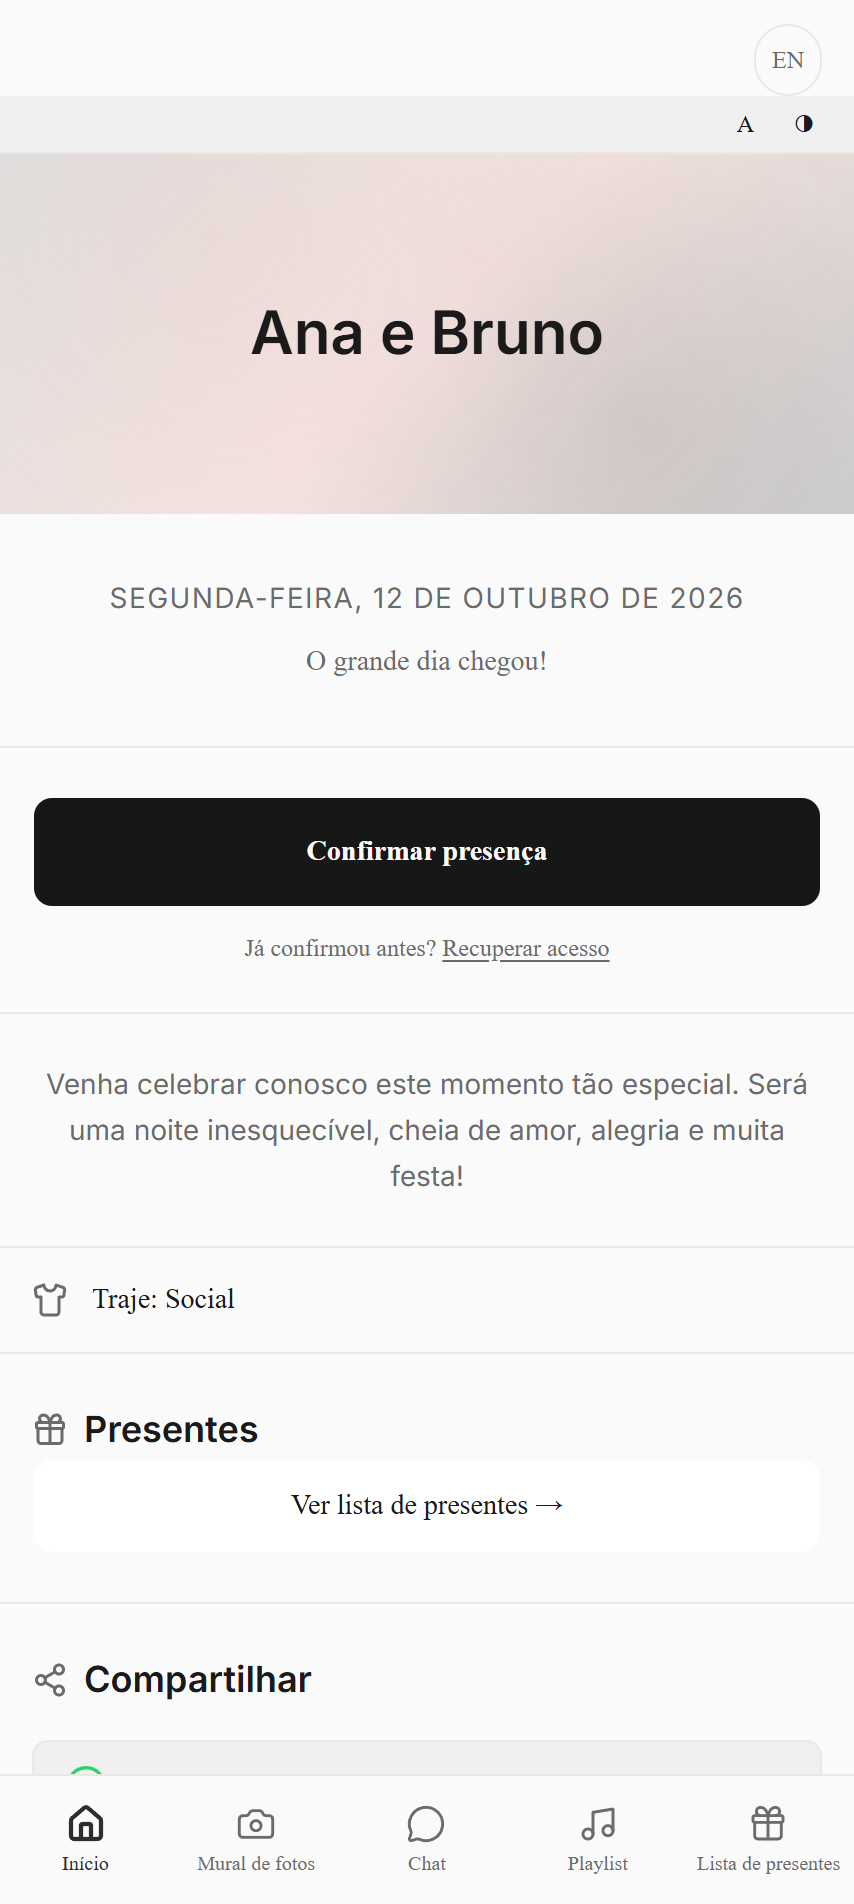 EN
A
Ana e Bruno
SEGUNDA-FEIRA, 12 DE OUTUBRO DE 2026
O grande dia chegou!
Confirmar presença
Já confirmou antes? Recuperar acesso
Venha celebrar conosco este momento tão especial. Será
uma noite inesquecível, cheia de amor, alegria e muita
festa!
Traje: Social
Presentes
Ver lista de presentes →
Compartilhar
Início
Mural de fotos
Chat
Playlist
Lista de presentes